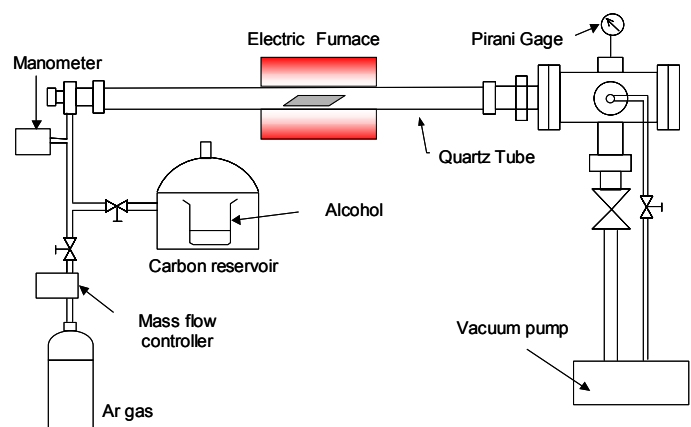 Electric Furnace
Pirani Gage
Manometer
Quartz Tube
Alcohol
Carbon reservoir
Mass flow
controller
Vacuum pump
Ar gas